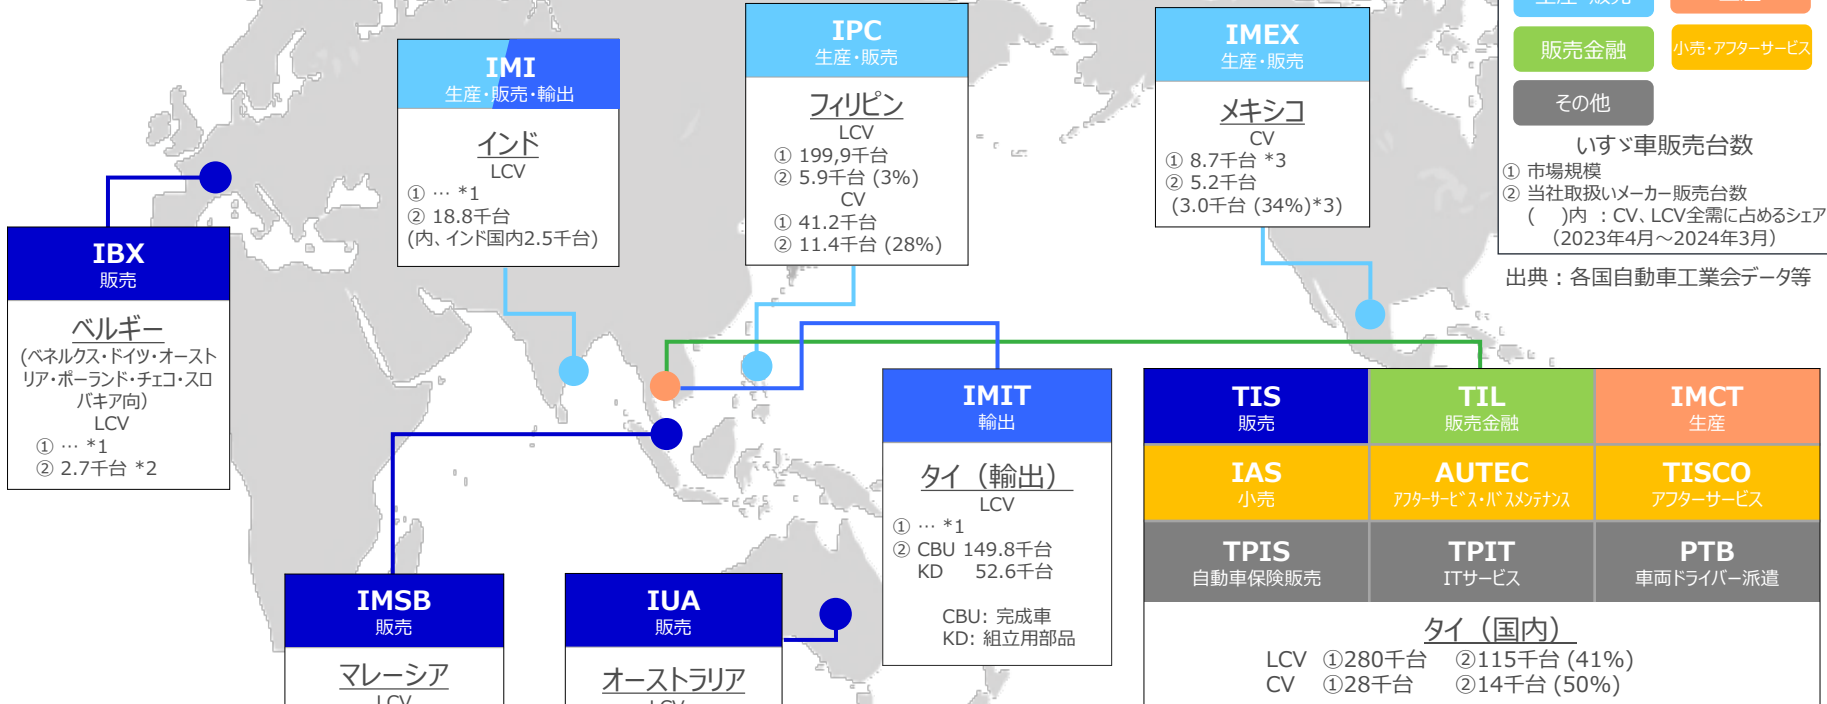 IPC
生産・販売
フィリピン
LCV
① 199,9千台
② 5.9千台 (3%)
CV
① 41.2千台
② 11.4千台 (28%)
IMEX
生産・販売
メキシコ
CV
① 8.7千台 *3
② 5.2千台
(3.0千台 (34%)*3)
生産・販売
生産
販売金融
小売・アフターサービス
その他
いすゞ車販売台数
① 市場規模
② 当社取扱いメーカー販売台数
(　)内 ：CV、LCV全需に占めるシェア
(2023年4月～2024年3月)
出典：各国自動車工業会データ等
IMI
生産・販売・輸出
インド
LCV
① … *1
② 18.8千台
(内、インド国内2.5千台)
IBX
販売
ベルギー
(ベネルクス・ドイツ・オースト
リア・ポーランド・チェコ・スロ
バキア向)
LCV
① … *1
② 2.7千台 *2
IMIT
輸出
タイ（輸出）
LCV
① … *1
② CBU 149.8千台
KD 52.6千台
CBU: 完成車
KD: 組立用部品
TIS
販売
TIL
販売金融
IMCT
生産
IAS
小売
AUTEC
ｱﾌﾀｰｻｰﾋﾞｽ・ﾊﾞｽﾒﾝﾃﾅﾝｽ
TISCO
アフターサービス
TPIS
自動車保険販売
TPIT
ITサービス
PTB
車両ドライバー派遣
タイ（国内）
LCV ①280千台 ②115千台 (41%)
CV ①28千台 ②14千台 (50%)
IMSB
販売
マレーシア
LCV
IUA
販売
オーストラリア
LCV